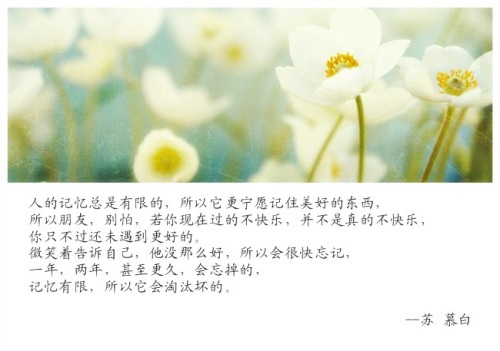 人的记忆总是有限的，所以它更宁愿记住美好的东西，
所以朋友，别怕，若你现在过的不快乐，并不是真的不快乐，
你只不过还未遇到更好的。
微笑着告诉自己，他没那么好，所以会很快忘记，
一年，两年，甚至更久，会忘掉的，
记忆有限，所以它会淘汰坏的。
--苏 慕白